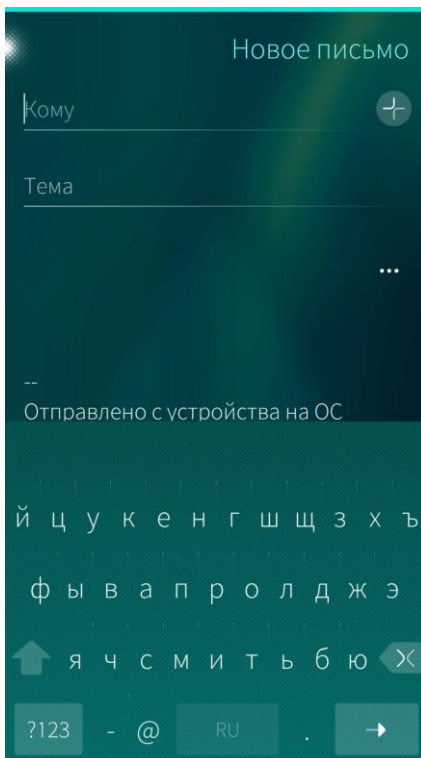 Новое письмо
Кому
Тема
...
--
Отправлено с устройства на ОС
й ц у к е н г ш щ з х ъ
ф ы в а п р о л д ж э
я ч с м и т ь б ю
?123 - @ RU .